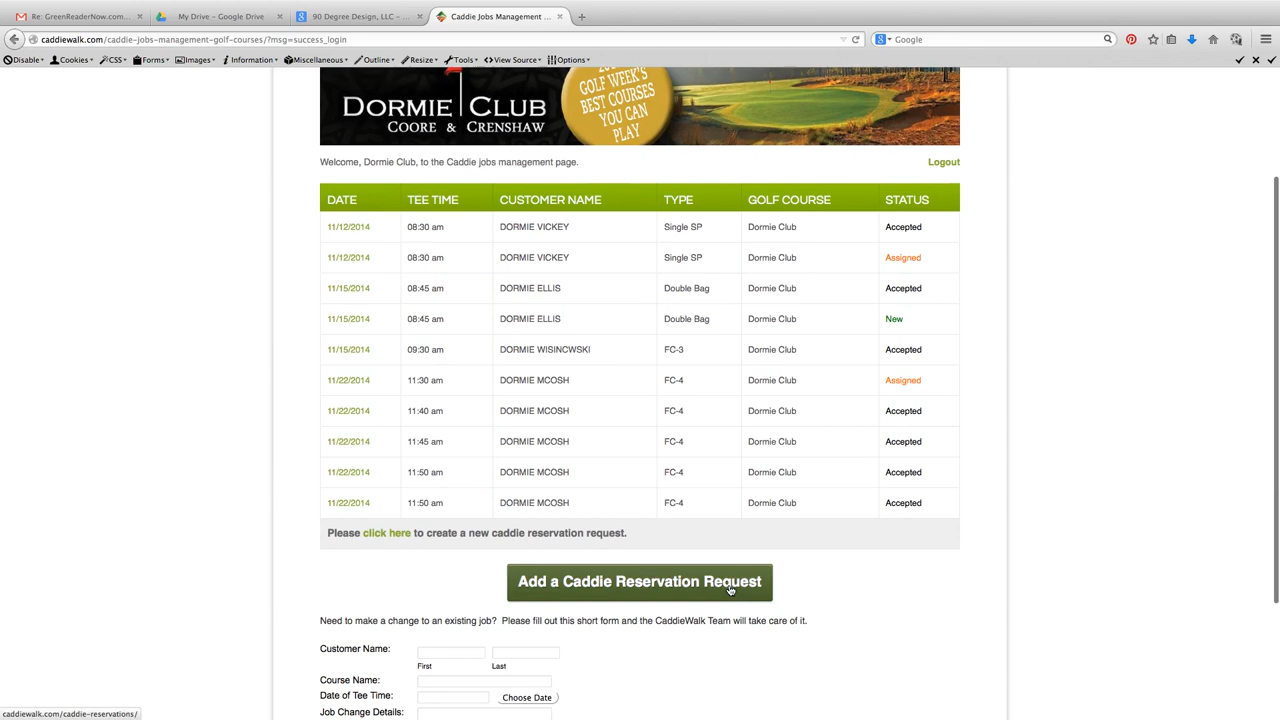 Re: GreenReaderNow.com... × My Drive - Google Drive × 90 Degree Design, LLC - ... × Caddie Jobs Management ... × +
caddiewalk.com/caddie-jobs-management-golf-courses/?msg=success_login Google
Disable Cookies CSS Forms Images Information Miscellaneous Outline Resize Tools View Source Options
DORMIE CLUB
COORE & CRENSHAW
GOLF WEEK'S
BEST COURSES
YOU CAN
PLAY
Welcome, Dormie Club, to the Caddie jobs management page. Logout
DATE TEE TIME CUSTOMER NAME TYPE GOLF COURSE STATUS
11/12/2014 08:30 am DORMIE VICKEY Single SP Dormie Club Accepted
11/12/2014 08:30 am DORMIE VICKEY Single SP Dormie Club Assigned
11/15/2014 08:45 am DORMIE ELLIS Double Bag Dormie Club Accepted
11/15/2014 08:45 am DORMIE ELLIS Double Bag Dormie Club New
11/15/2014 09:30 am DORMIE WISINCWSKI FC-3 Dormie Club Accepted
11/22/2014 11:30 am DORMIE MCOSH FC-4 Dormie Club Assigned
11/22/2014 11:40 am DORMIE MCOSH FC-4 Dormie Club Accepted
11/22/2014 11:45 am DORMIE MCOSH FC-4 Dormie Club Accepted
11/22/2014 11:50 am DORMIE MCOSH FC-4 Dormie Club Accepted
11/22/2014 11:50 am DORMIE MCOSH FC-4 Dormie Club Accepted
Please click here to create a new caddie reservation request.
Add a Caddie Reservation Request
Need to make a change to an existing job? Please fill out this short form and the CaddieWalk Team will take care of it.
Customer Name:
First Last
Course Name:
Date of Tee Time: Choose Date
Job Change Details:
caddiewalk.com/caddie-reservations/